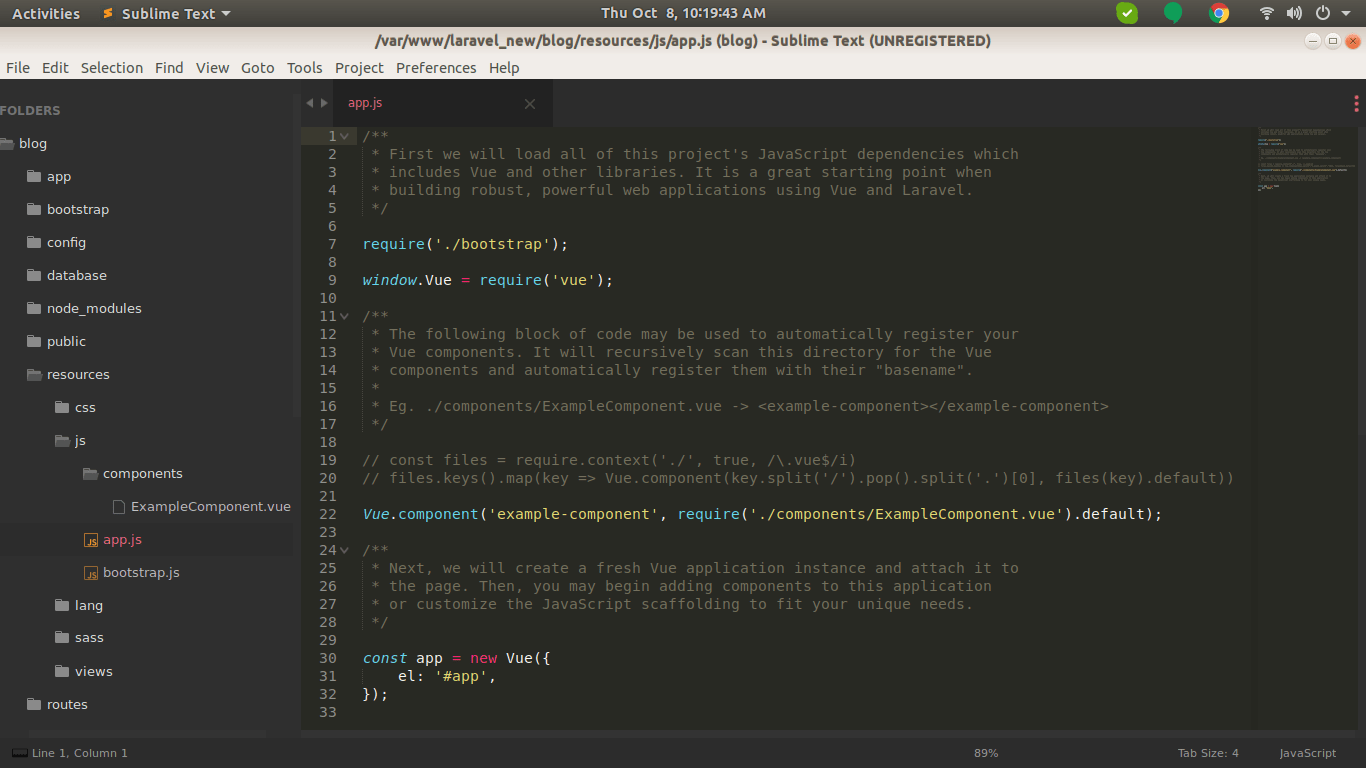 Activities
Sublime Text
Thu Oct 8, 10:19:43 AM
/var/www/laravel_new/blog/resources/js/app.js (blog) - Sublime Text (UNREGISTERED)
File Edit Selection Find View Goto Tools Project Preferences Help
FOLDERS
blog
app
bootstrap
config
database
node_modules
public
resources
css
js
components
ExampleComponent.vue
JS app.js
JS bootstrap.js
lang
sass
views
routes
app.js
1 /**
2  * First we will load all of this project's JavaScript dependencies which
3  * includes Vue and other libraries. It is a great starting point when
4  * building robust, powerful web applications using Vue and Laravel.
5  */
6
7 require('./bootstrap');
8
9 window.Vue = require('vue');
10
11 /**
12  * The following block of code may be used to automatically register your
13  * Vue components. It will recursively scan this directory for the Vue
14  * components and automatically register them with their "basename".
15  *
16  * Eg. ./components/ExampleComponent.vue -> <example-component></example-component>
17  */
18
19 // const files = require.context('./', true, /\.vue$/i)
20 // files.keys().map(key => Vue.component(key.split('/').pop().split('.')[0], files(key).default))
21
22 Vue.component('example-component', require('./components/ExampleComponent.vue').default);
23
24 /**
25  * Next, we will create a fresh Vue application instance and attach it to
26  * the page. Then, you may begin adding components to this application
27  * or customize the JavaScript scaffolding to fit your unique needs.
28  */
29
30 const app = new Vue({
31     el: '#app',
32 });
33
Line 1, Column 1
89%
Tab Size: 4
JavaScript